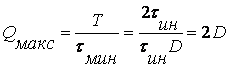 Q_макс = T / τ_мин = 2τ_ин / τ_ин D = 2D